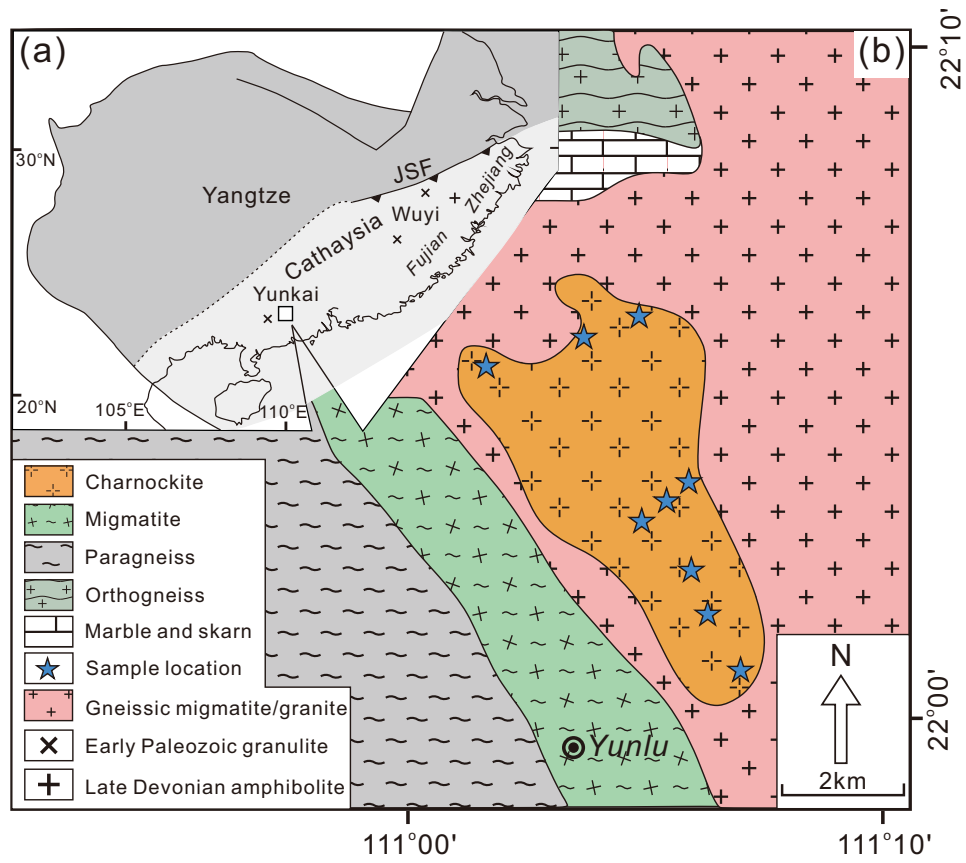 (a)
(b)
22°10'
30°N
Yangtze
JSF
Cathaysia
Wuyi
Zhejiang
Fujian
Yunkai
20°N
105°E
110°E
Charnockite
Migmatite
Paragneiss
Orthogneiss
Marble and skarn
Sample location
Gneissic migmatite/granite
Early Paleozoic granulite
Late Devonian amphibolite
Yunlu
N
2km
22°00'
111°00'
111°10'